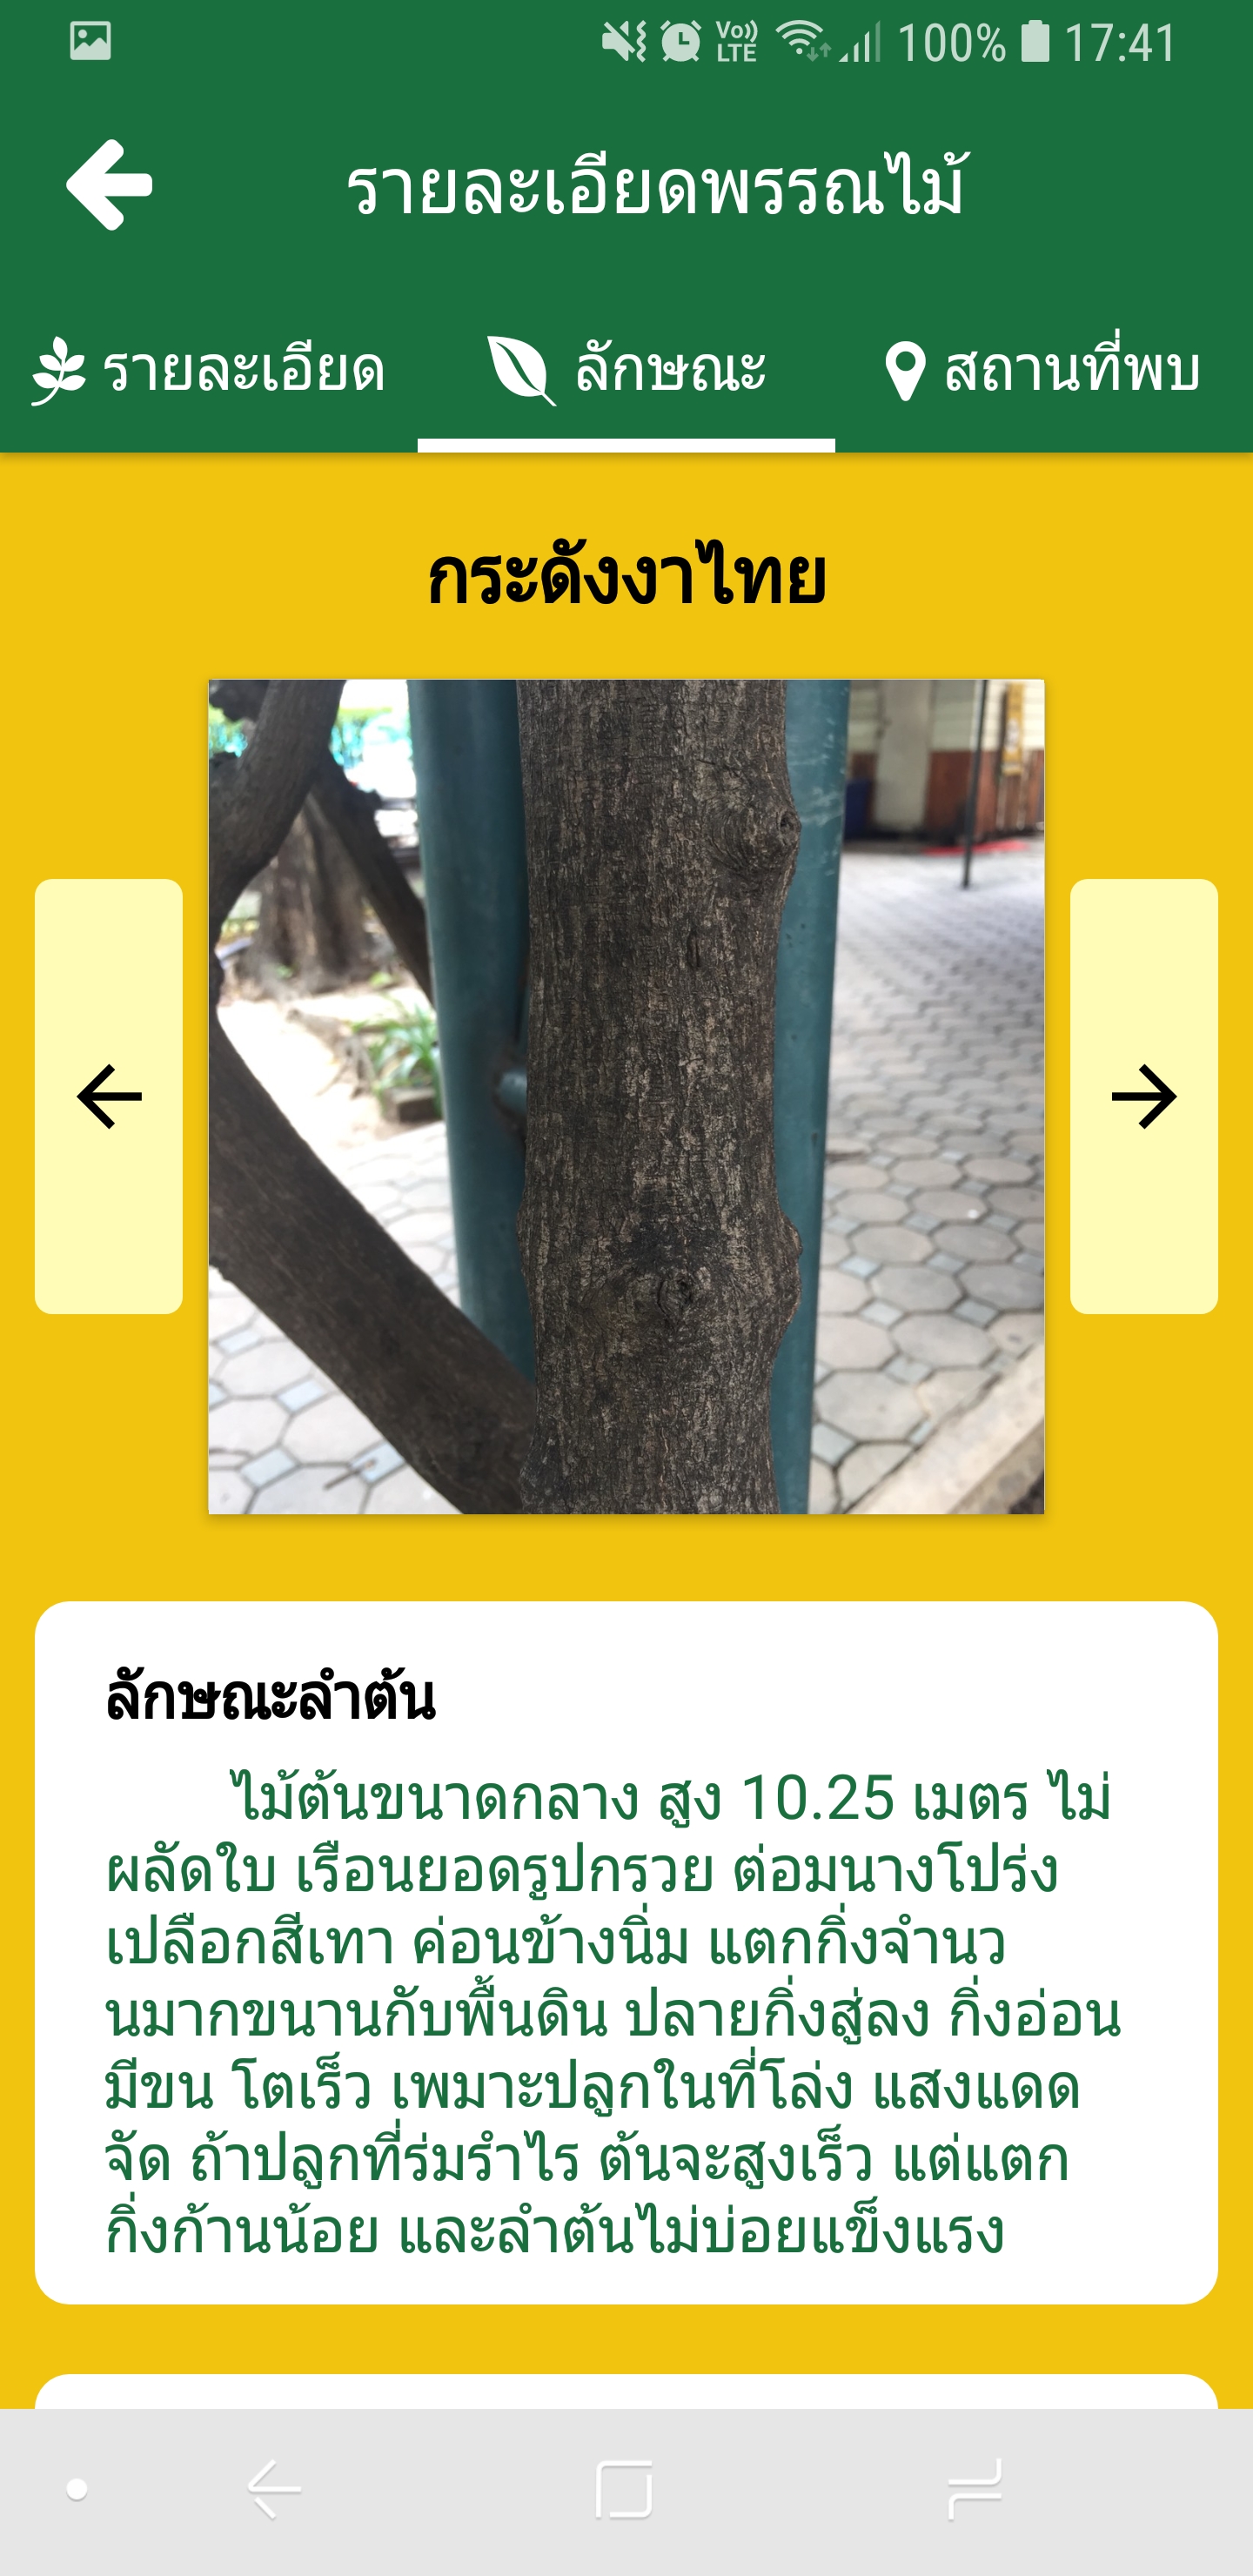 Vo)) LTE 100% 17:41
รายละเอียดพรรณไม้
รายละเอียด ลักษณะ สถานที่พบ
กระดังงาไทย
ลักษณะลำต้น
ไม้ต้นขนาดกลาง สูง 10.25 เมตร ไม่
ผลัดใบ เรือนยอดรูปกรวย ต่อมนางโปร่ง
เปลือกสีเทา ค่อนข้างนิ่ม แตกกิ่งจำนว
นมากขนานกับพื้นดิน ปลายกิ่งสู่ลง กิ่งอ่อน
มีขน โตเร็ว เพมาะปลูกในที่โล่ง แสงแดด
จัด ถ้าปลูกที่ร่มรำไร ต้นจะสูงเร็ว แต่แตก
กิ่งก้านน้อย และลำต้นไม่บ่อยแข็งแรง